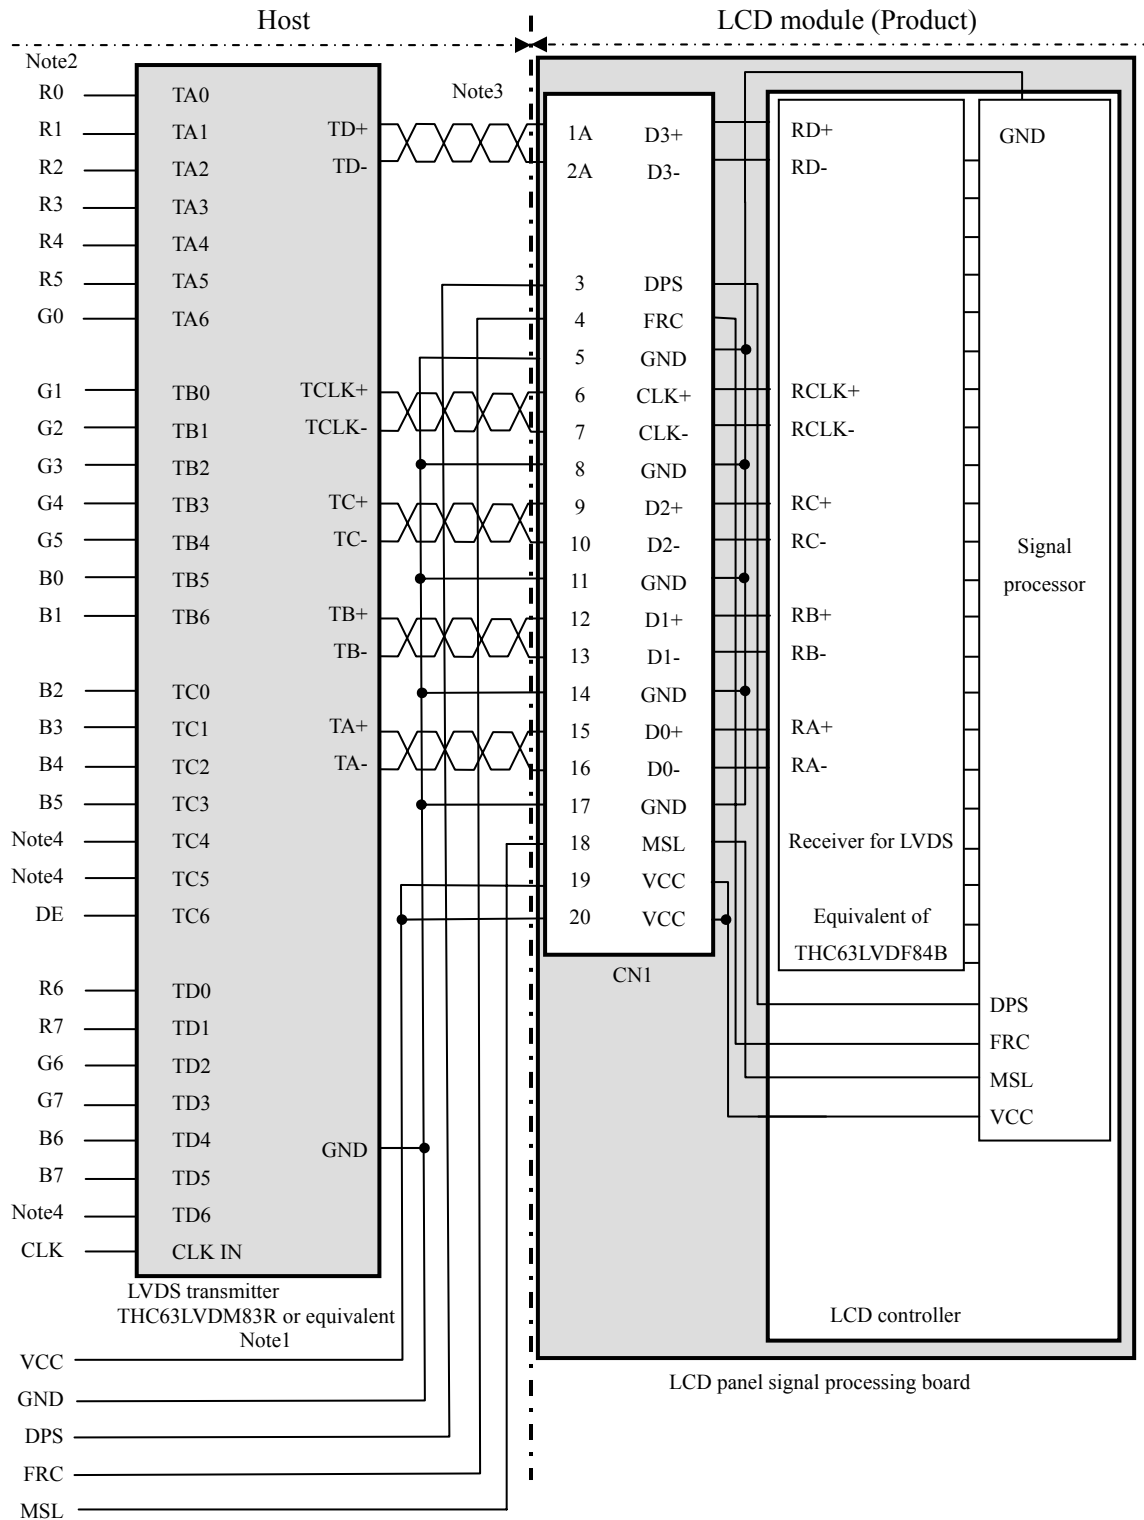 Host
LCD module (Product)
Note2
Note3
R0 TA0
R1 TA1 TD+ 1A D3+ RD+ GND
R2 TA2 TD- 2A D3- RD-
R3 TA3
R4 TA4
R5 TA5 3 DPS
G0 TA6 4 FRC
5 GND
G1 TB0 TCLK+ 6 CLK+ RCLK+
G2 TB1 TCLK- 7 CLK- RCLK-
G3 TB2 8 GND
G4 TB3 TC+ 9 D2+ RC+
G5 TB4 TC- 10 D2- RC- Signal
B0 TB5 11 GND processor
B1 TB6 TB+ 12 D1+ RB+
TB- 13 D1- RB-
B2 TC0 14 GND
B3 TC1 TA+ 15 D0+ RA+
B4 TC2 TA- 16 D0- RA-
B5 TC3 17 GND
Note4 TC4 18 MSL Receiver for LVDS
Note4 TC5 19 VCC
DE TC6 20 VCC Equivalent of
THC63LVDF84B
CN1
R6 TD0 DPS
R7 TD1
G6 TD2 FRC
G7 TD3 MSL
B6 TD4 GND VCC
B7 TD5
Note4 TD6
CLK CLK IN
LVDS transmitter
THC63LVDM83R or equivalent
Note1
LCD controller
VCC
LCD panel signal processing board
GND
DPS
FRC
MSL